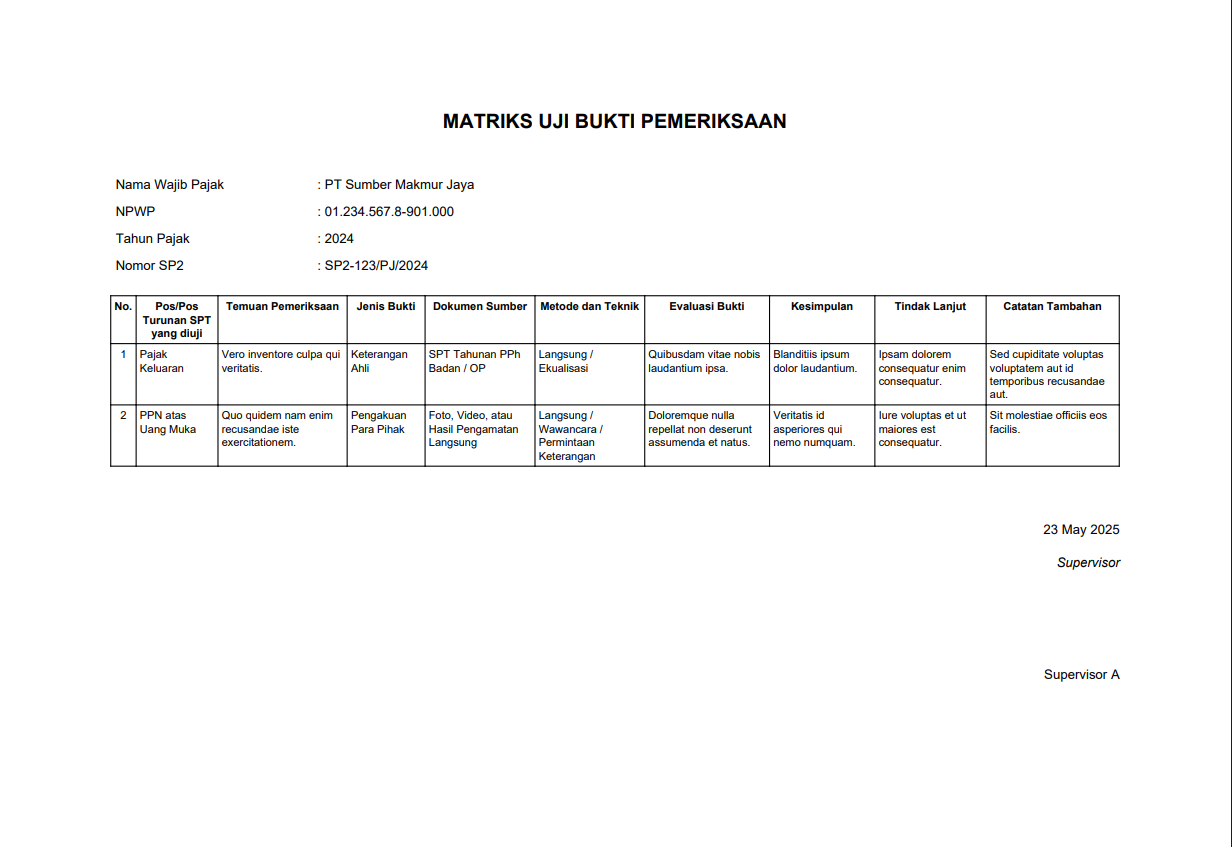 MATRIKS UJI BUKTI PEMERIKSAAN
Nama Wajib Pajak : PT Sumber Makmur Jaya
NPWP : 01.234.567.8-901.000
Tahun Pajak : 2024
Nomor SP2 : SP2-123/PJ/2024
No.
Pos/Pos
Turunan SPT
yang diuji
Temuan Pemeriksaan
Jenis Bukti
Dokumen Sumber
Metode dan Teknik
Evaluasi Bukti
Kesimpulan
Tindak Lanjut
Catatan Tambahan
1
Pajak
Keluaran
Vero inventore culpa qui
veritatis.
Keterangan
Ahli
SPT Tahunan PPh
Badan / OP
Langsung /
Ekualisasi
Quibusdam vitae nobis
laudantium ipsa.
Blanditiis ipsum
dolor laudantium.
Ipsam dolorem
consequatur enim
consequatur.
Sed cupiditate voluptas
voluptatem aut id
temporibus recusandae
aut.
2
PPN atas
Uang Muka
Quo quidem nam enim
recusandae iste
exercitationem.
Pengakuan
Para Pihak
Foto, Video, atau
Hasil Pengamatan
Langsung
Langsung /
Wawancara /
Permintaan
Keterangan
Doloremque nulla
repellat non deserunt
assumenda et natus.
Veritatis id
asperiores qui
nemo numquam.
Iure voluptas et ut
maiores est
consequatur.
Sit molestiae officiis eos
facilis.
23 May 2025
Supervisor
Supervisor A